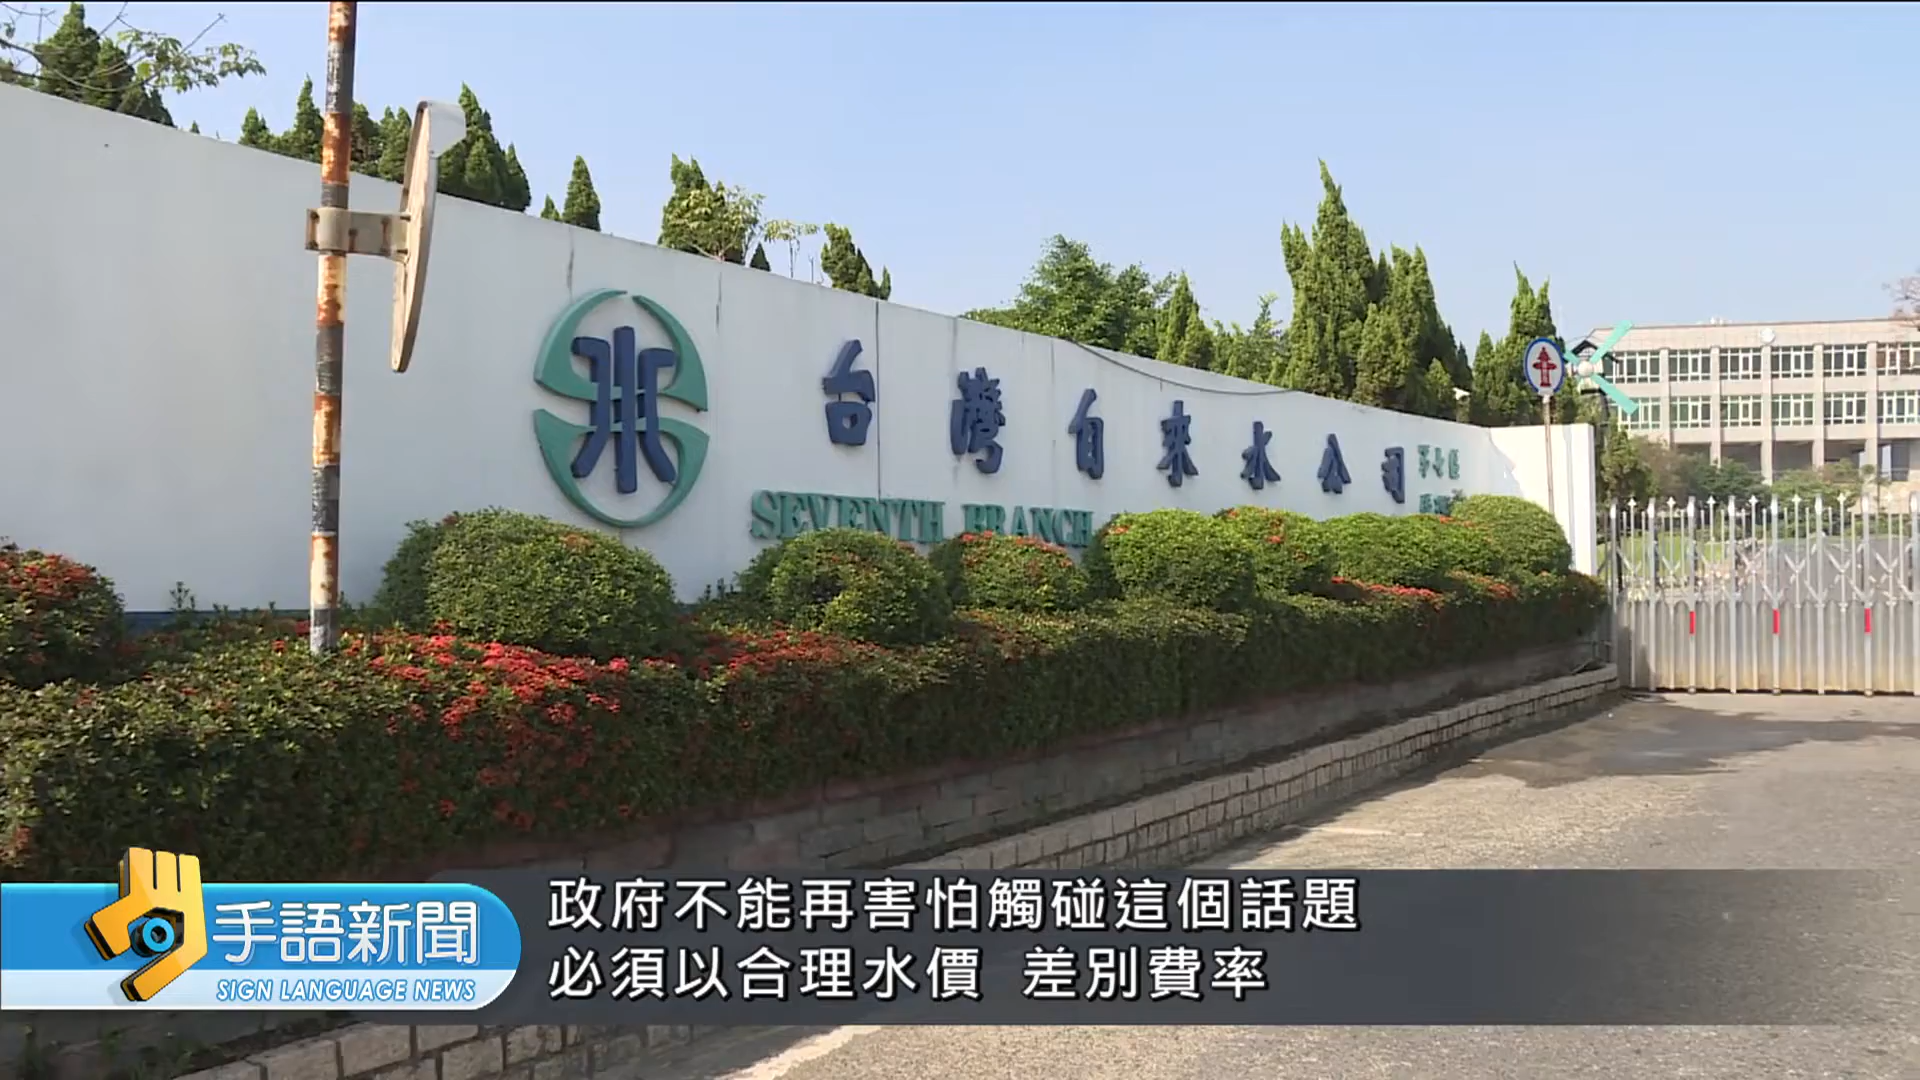 水
台灣自來水公司
SEVENTH BRANCH
手語新聞
SIGN LANGUAGE NEWS
政府不能再害怕觸碰這個話題
必須以合理水價 差別費率